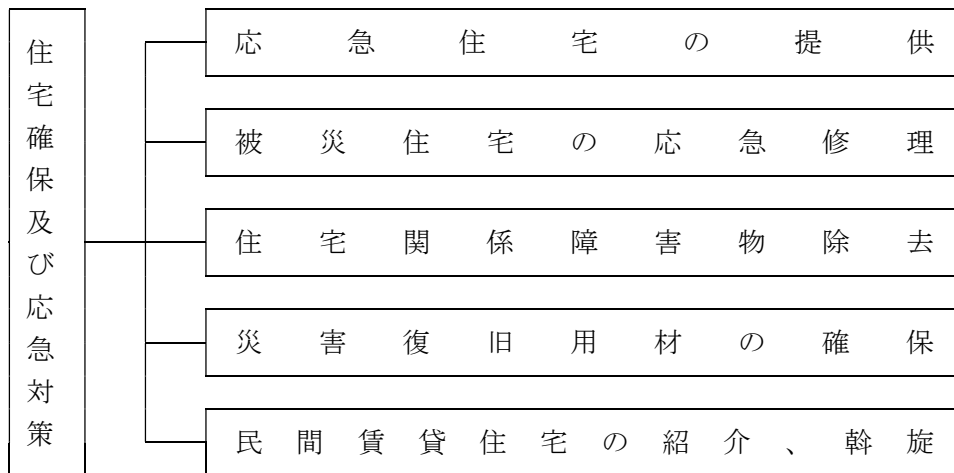 住宅確保及び応急対策
応急住宅の提供
被災住宅の応急修理
住宅関係障害物除去
災害復旧用材の確保
民間賃貸住宅の紹介、斡旋